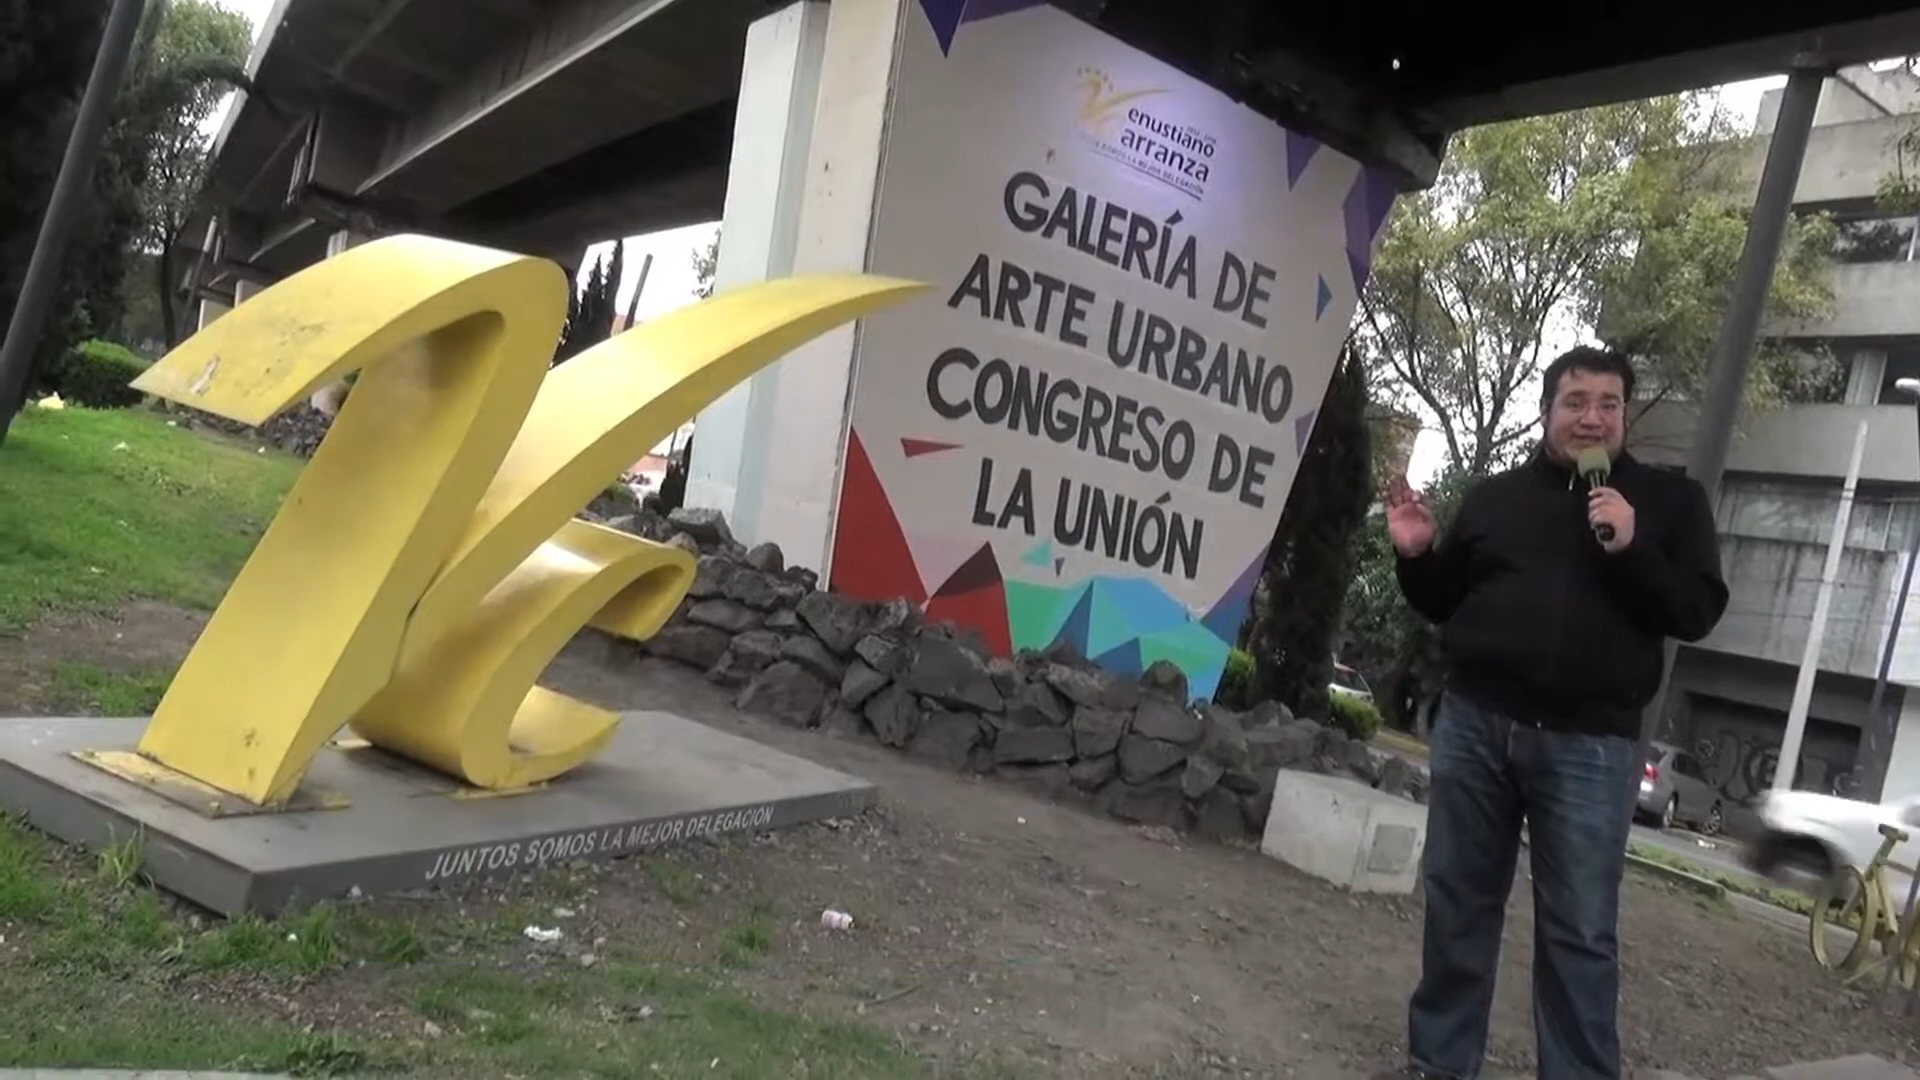 enustiano
arranza
GALERÍA DE
ARTE URBANO
CONGRESO DE
LA UNIÓN
JUNTOS SOMOS LA MEJOR DELEGACIÓN